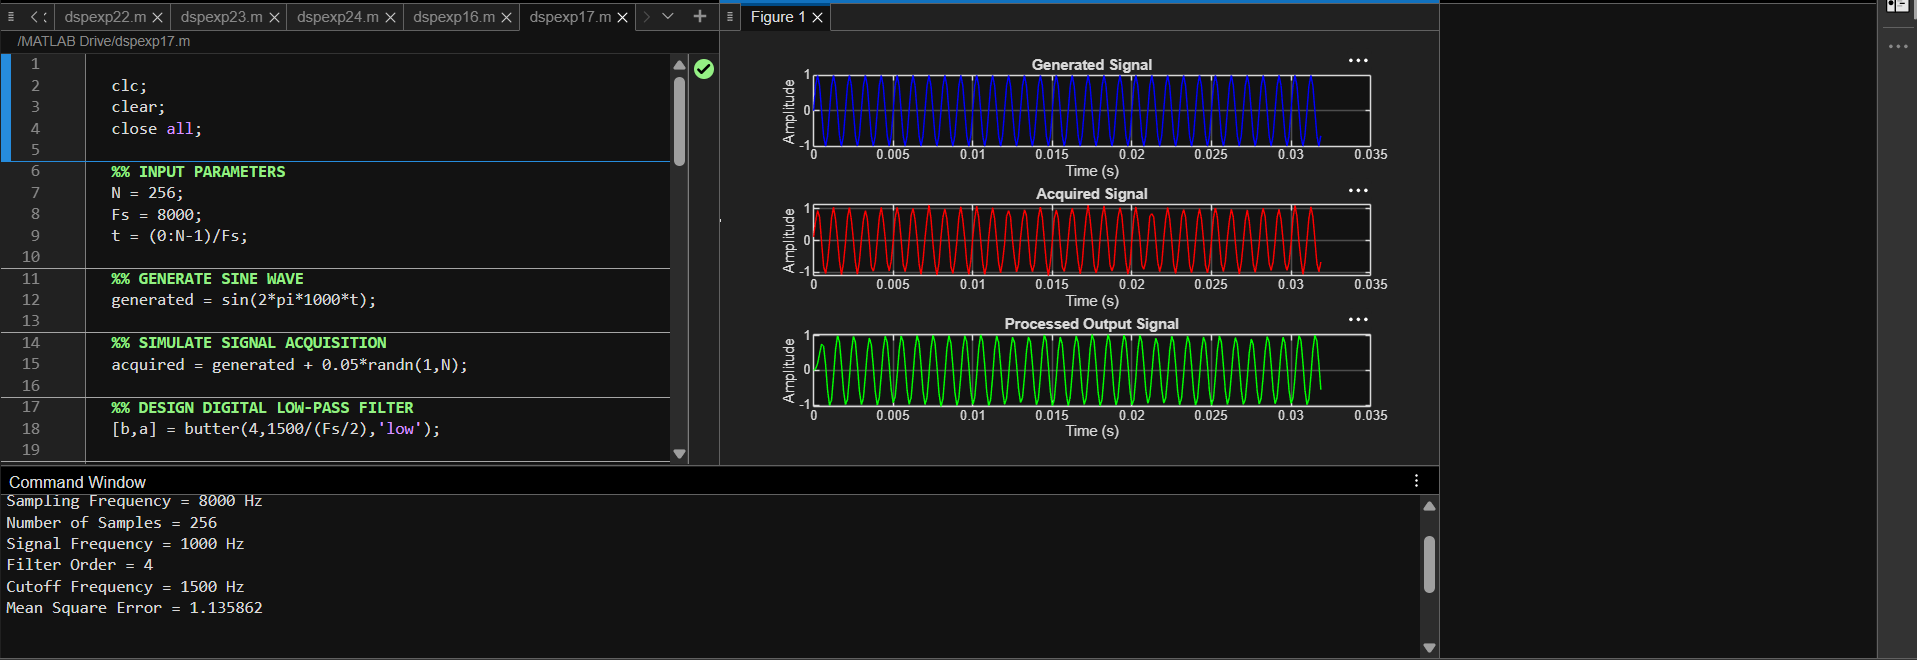 dspexp22.m
dspexp23.m
dspexp24.m
dspexp16.m
dspexp17.m
/MATLAB Drive/dspexp17.m
1
2 clc;
3 clear;
4 close all;
5
6 %% INPUT PARAMETERS
7 N = 256;
8 Fs = 8000;
9 t = (0:N-1)/Fs;
10
11 %% GENERATE SINE WAVE
12 generated = sin(2*pi*1000*t);
13
14 %% SIMULATE SIGNAL ACQUISITION
15 acquired = generated + 0.05*randn(1,N);
16
17 %% DESIGN DIGITAL LOW-PASS FILTER
18 [b,a] = butter(4,1500/(Fs/2),'low');
19
Figure 1
Generated Signal
Amplitude
1
0
-1
0 0.005 0.01 0.015 0.02 0.025 0.03 0.035
Time (s)
Acquired Signal
Amplitude
1
0
-1
0 0.005 0.01 0.015 0.02 0.025 0.03 0.035
Time (s)
Processed Output Signal
Amplitude
1
0
-1
0 0.005 0.01 0.015 0.02 0.025 0.03 0.035
Time (s)
Command Window
Sampling Frequency = 8000 Hz
Number of Samples = 256
Signal Frequency = 1000 Hz
Filter Order = 4
Cutoff Frequency = 1500 Hz
Mean Square Error = 1.135862